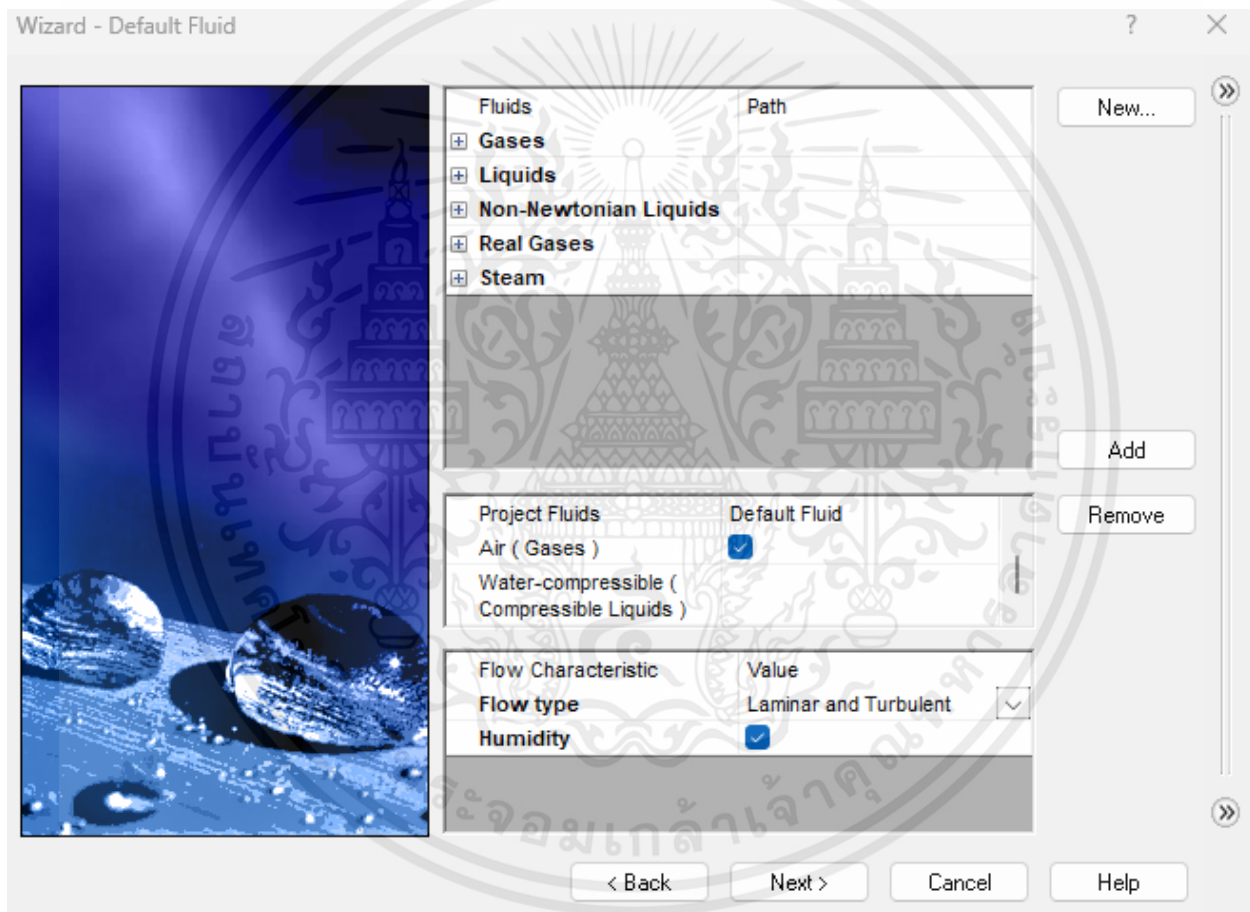 Wizard - Default Fluid ?
Fluids Path
Gases
Liquids
Non-Newtonian Liquids
Real Gases
Steam
New...
Add
Project Fluids Default Fluid
Air ( Gases )
Water-compressible (
Compressible Liquids )
Remove
Flow Characteristic Value
Flow type Laminar and Turbulent
Humidity
< Back Next > Cancel Help